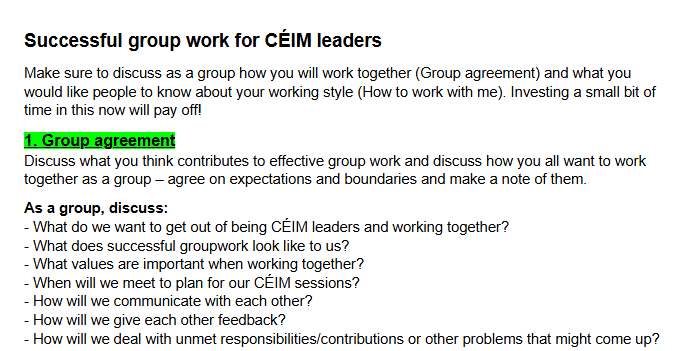 Successful group work for CÉIM leaders
Make sure to discuss as a group how you will work together (Group agreement) and what you
would like people to know about your working style (How to work with me). Investing a small bit of
time in this now will pay off!
1. Group agreement
Discuss what you think contributes to effective group work and discuss how you all want to work
together as a group – agree on expectations and boundaries and make a note of them.
As a group, discuss:
- What do we want to get out of being CÉIM leaders and working together?
- What does successful groupwork look like to us?
- What values are important when working together?
- When will we meet to plan for our CÉIM sessions?
- How will we communicate with each other?
- How will we give each other feedback?
- How will we deal with unmet responsibilities/contributions or other problems that might come up?